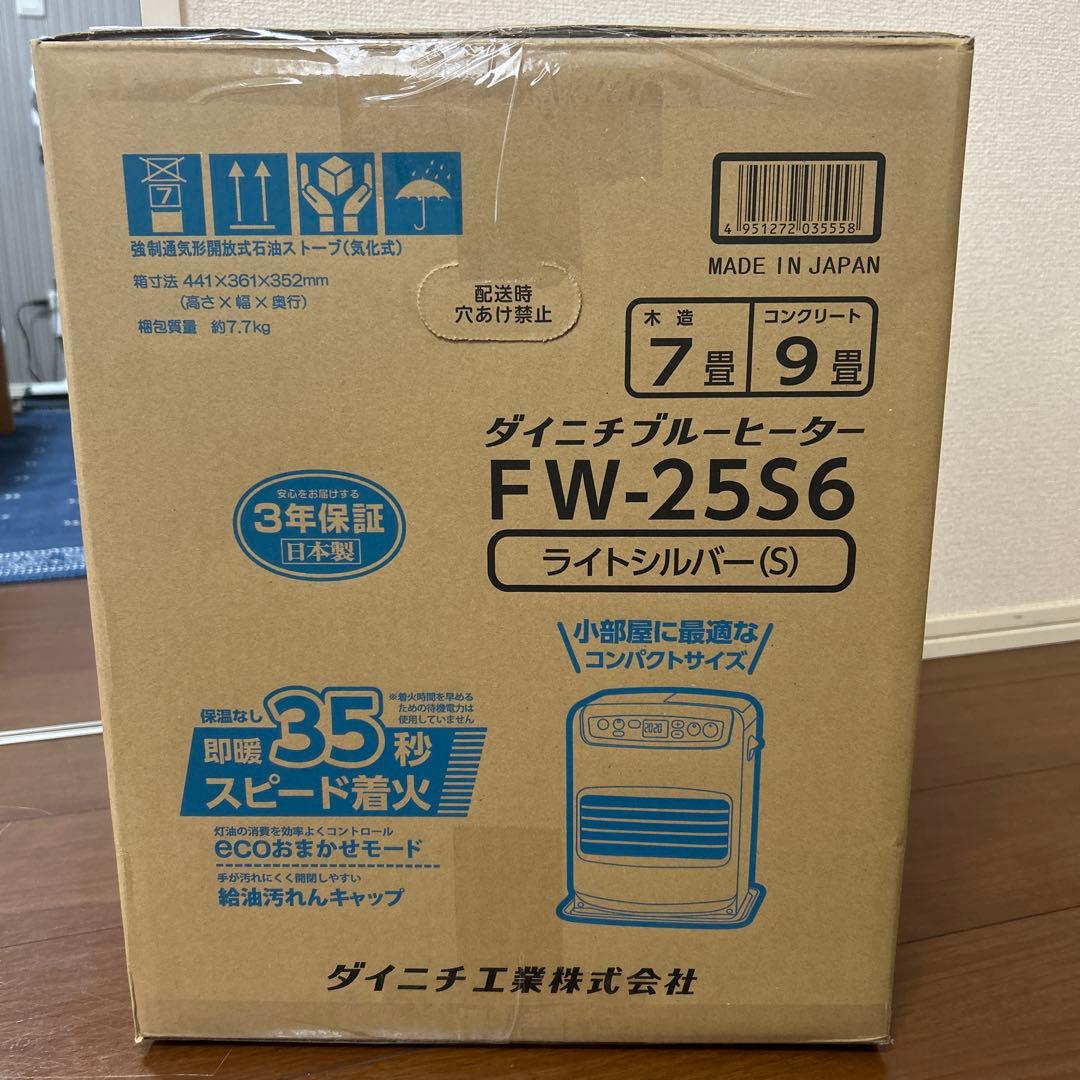 7
強制通気形開放式石油ストーブ(気化式)
箱寸法 441×361×352mm
(高さ×幅×奥行)
梱包質量 約7.7kg
配送時
穴あけ禁止
4 951272 035558
MADE IN JAPAN
木造 7畳
コンクリート 9畳
ダイニチブルーヒーター
FW-25S6
ライトシルバー(S)
安心をお届けする
3年保証
日本製
小部屋に最適な
コンパクトサイズ
※着火時間を早める
ための待機電力は
使用していません
保温なし
即暖35秒
スピード着火
灯油の消費を効率よくコントロール
ecoおまかせモード
手が汚れにくく開閉しやすい
給油汚れんキャップ
2020
ダイニチ工業株式会社